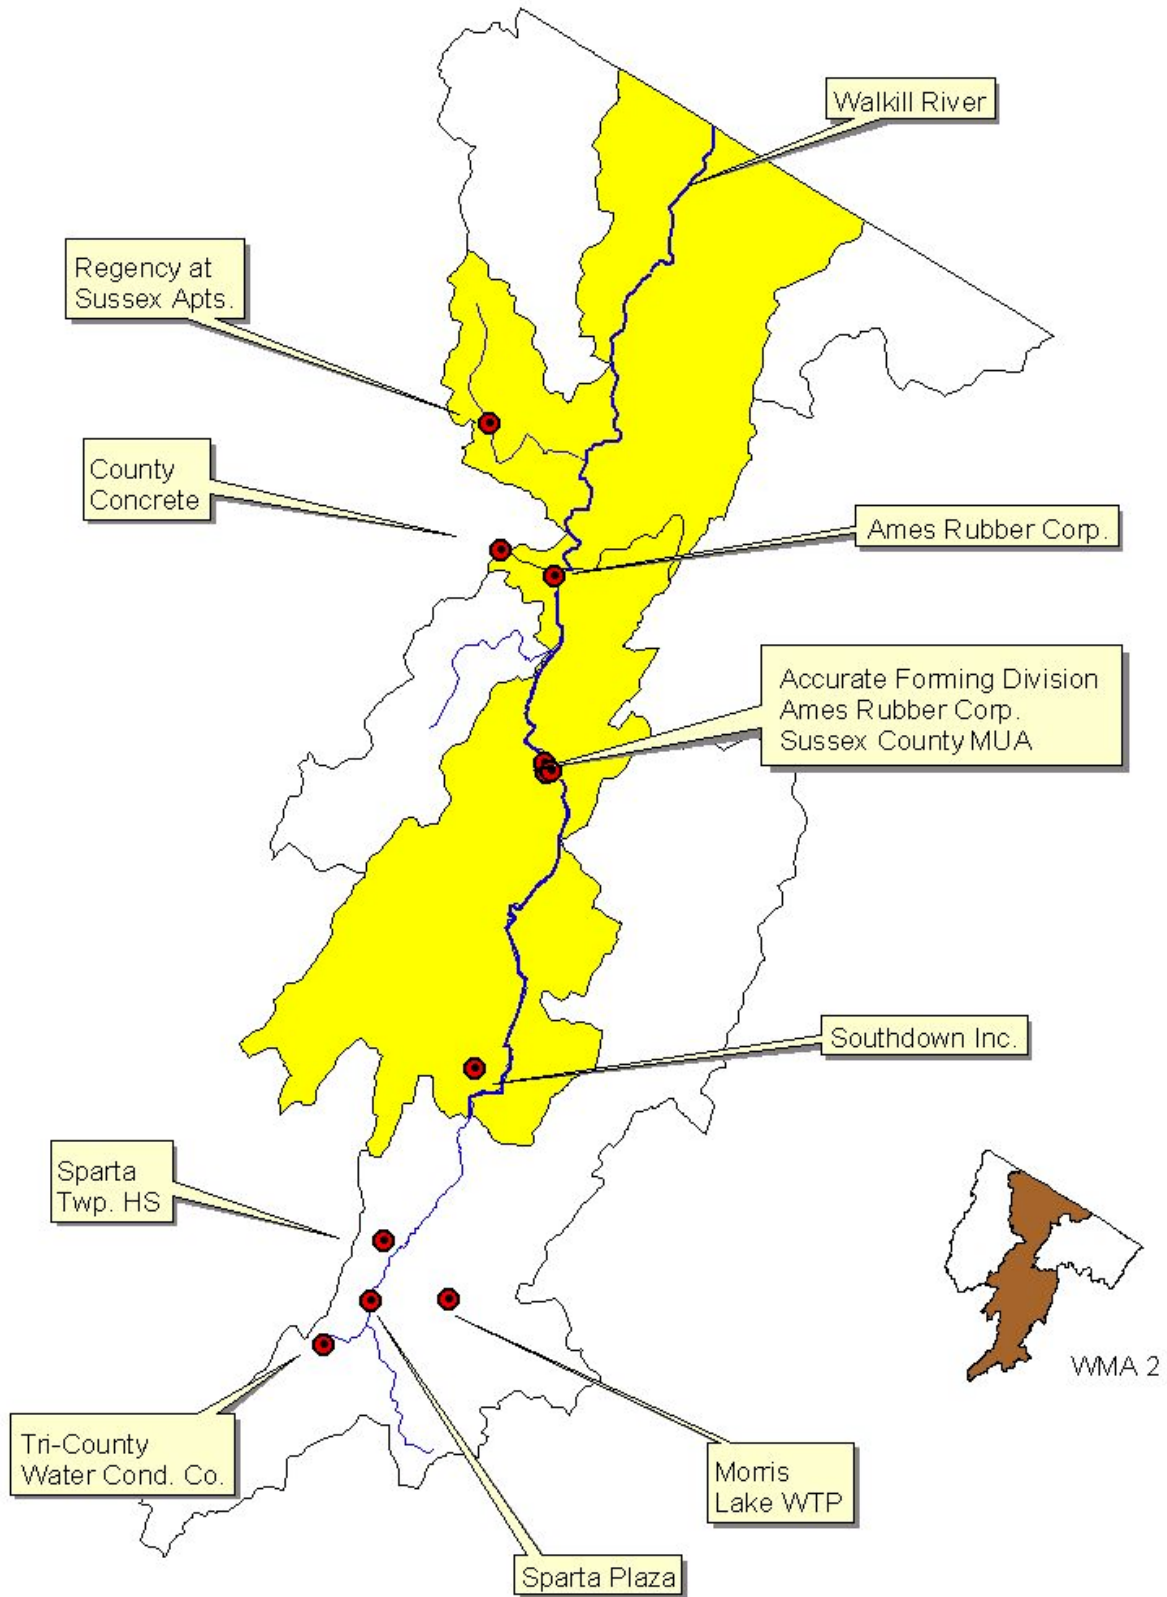 Walkill River
Regency at
Sussex Apts.
County
Concrete
Ames Rubber Corp.
Accurate Forming Division
Ames Rubber Corp.
Sussex County MUA
Southdown Inc.
Sparta
Twp. HS
WMA 2
Tri-County
Water Cond. Co.
Morris
Lake WTP
Sparta Plaza